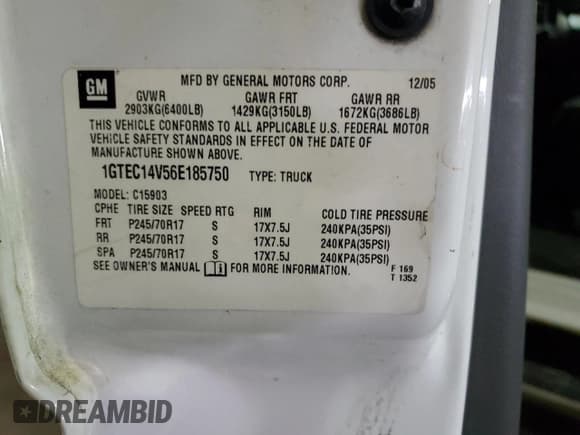 GM
MFD BY GENERAL MOTORS CORP. 12/05
GVWR GAWR FRT GAWR RR
2903KG(6400LB) 1429KG(3150LB) 1672KG(3686LB)
THIS VEHICLE CONFORMS TO ALL APPLICABLE U.S. FEDERAL MOTOR
VEHICLE SAFETY STANDARDS IN EFFECT ON THE DATE OF
MANUFACTURE SHOWN ABOVE.
1GTEC14V56E185750 TYPE: TRUCK
MODEL: C15903
CPHE TIRE SIZE SPEED RTG RIM COLD TIRE PRESSURE
FRT P245/70R17 S 17X7.5J 240KPA(35PSI)
RR P245/70R17 S 17X7.5J 240KPA(35PSI)
SPA P245/70R17 S 17X7.5J 240KPA(35PSI)
SEE OWNER'S MANUAL FOR MORE INFORMATION.
F 169
T 1352
DREAMBID